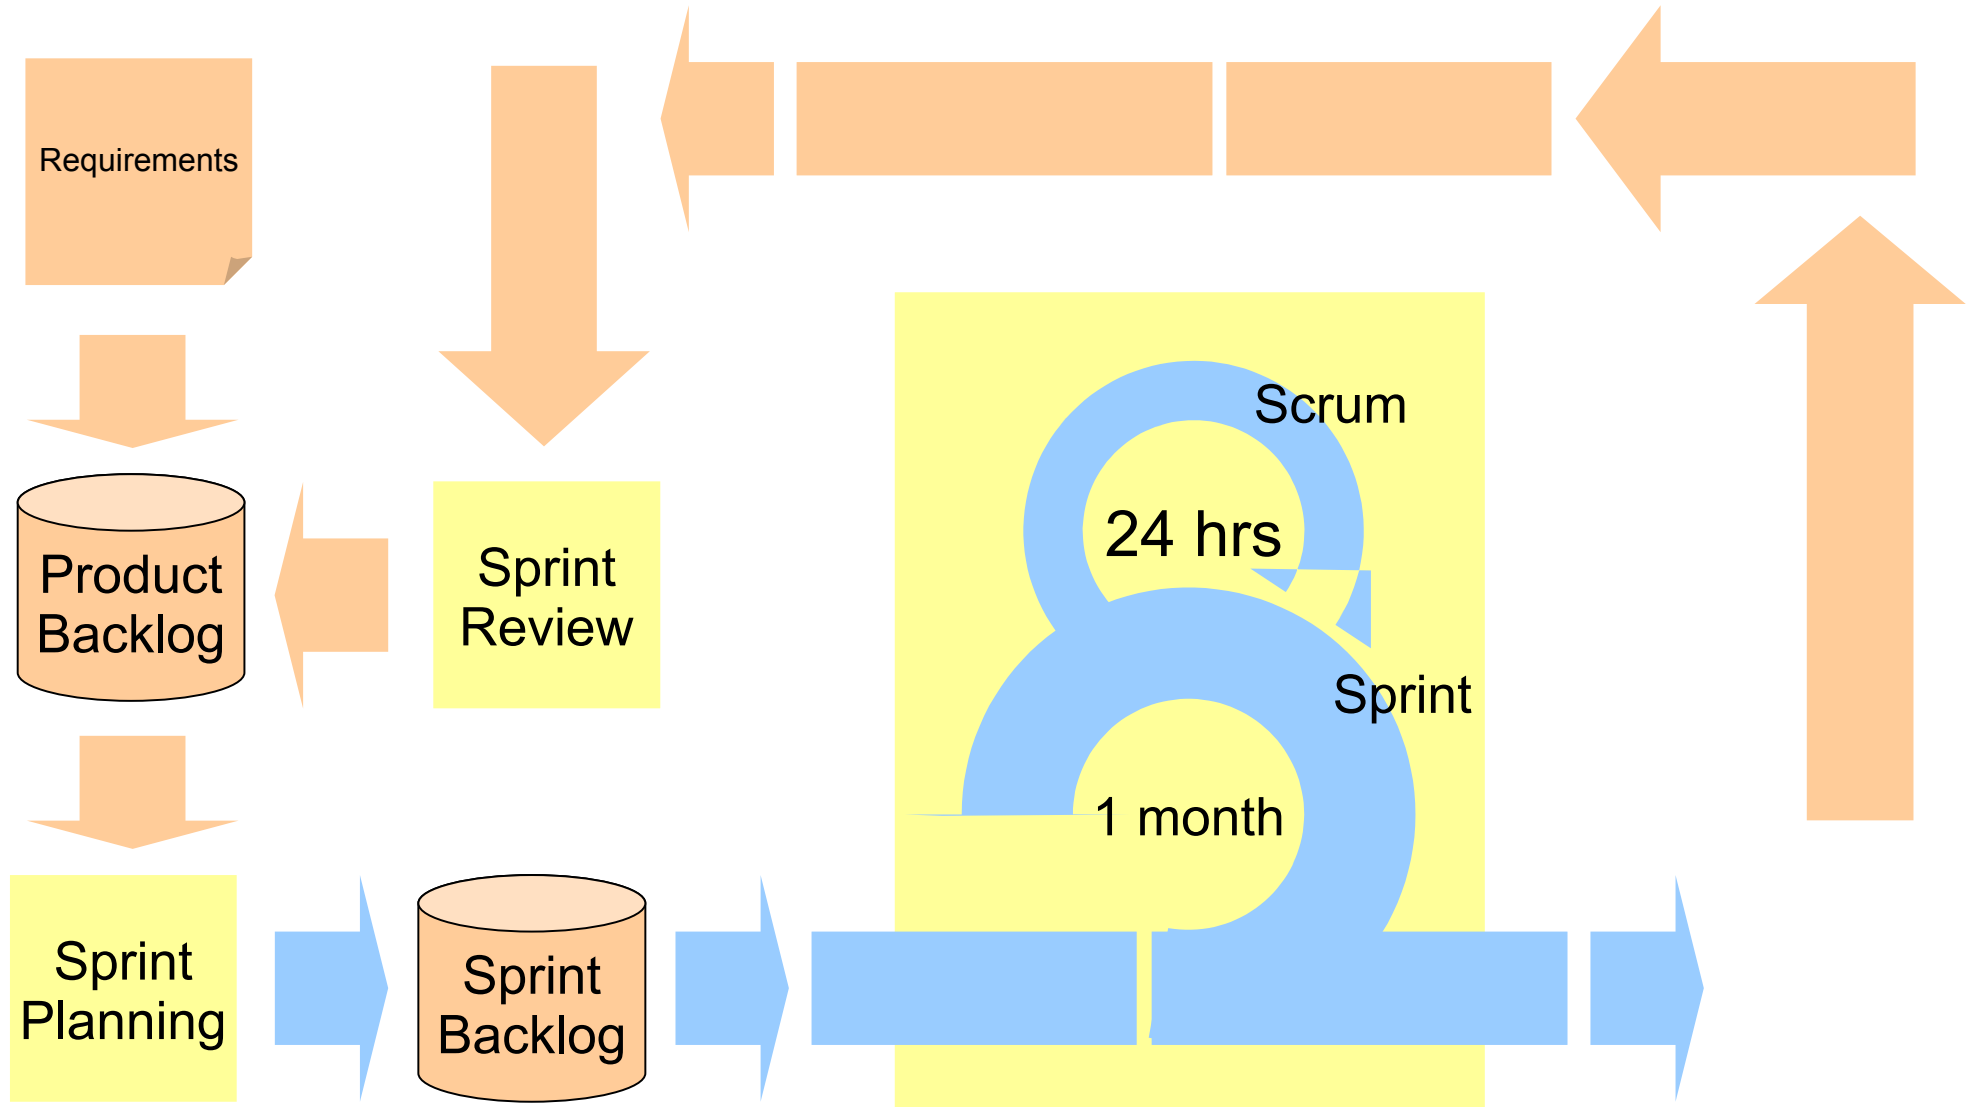 Requirements
Scrum
24 hrs
Product
Backlog
Sprint
Review
Sprint
1 month
Sprint
Planning
Sprint
Backlog